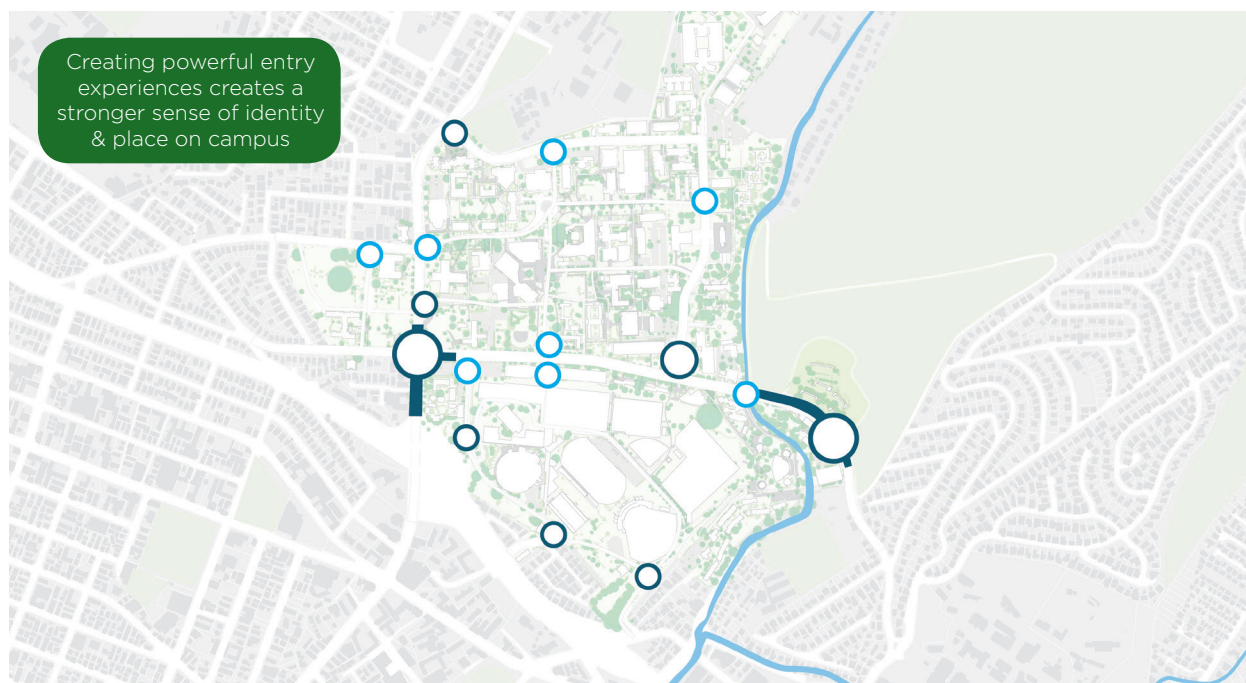 Creating powerful entry
experiences creates a
stronger sense of identity
& place on campus